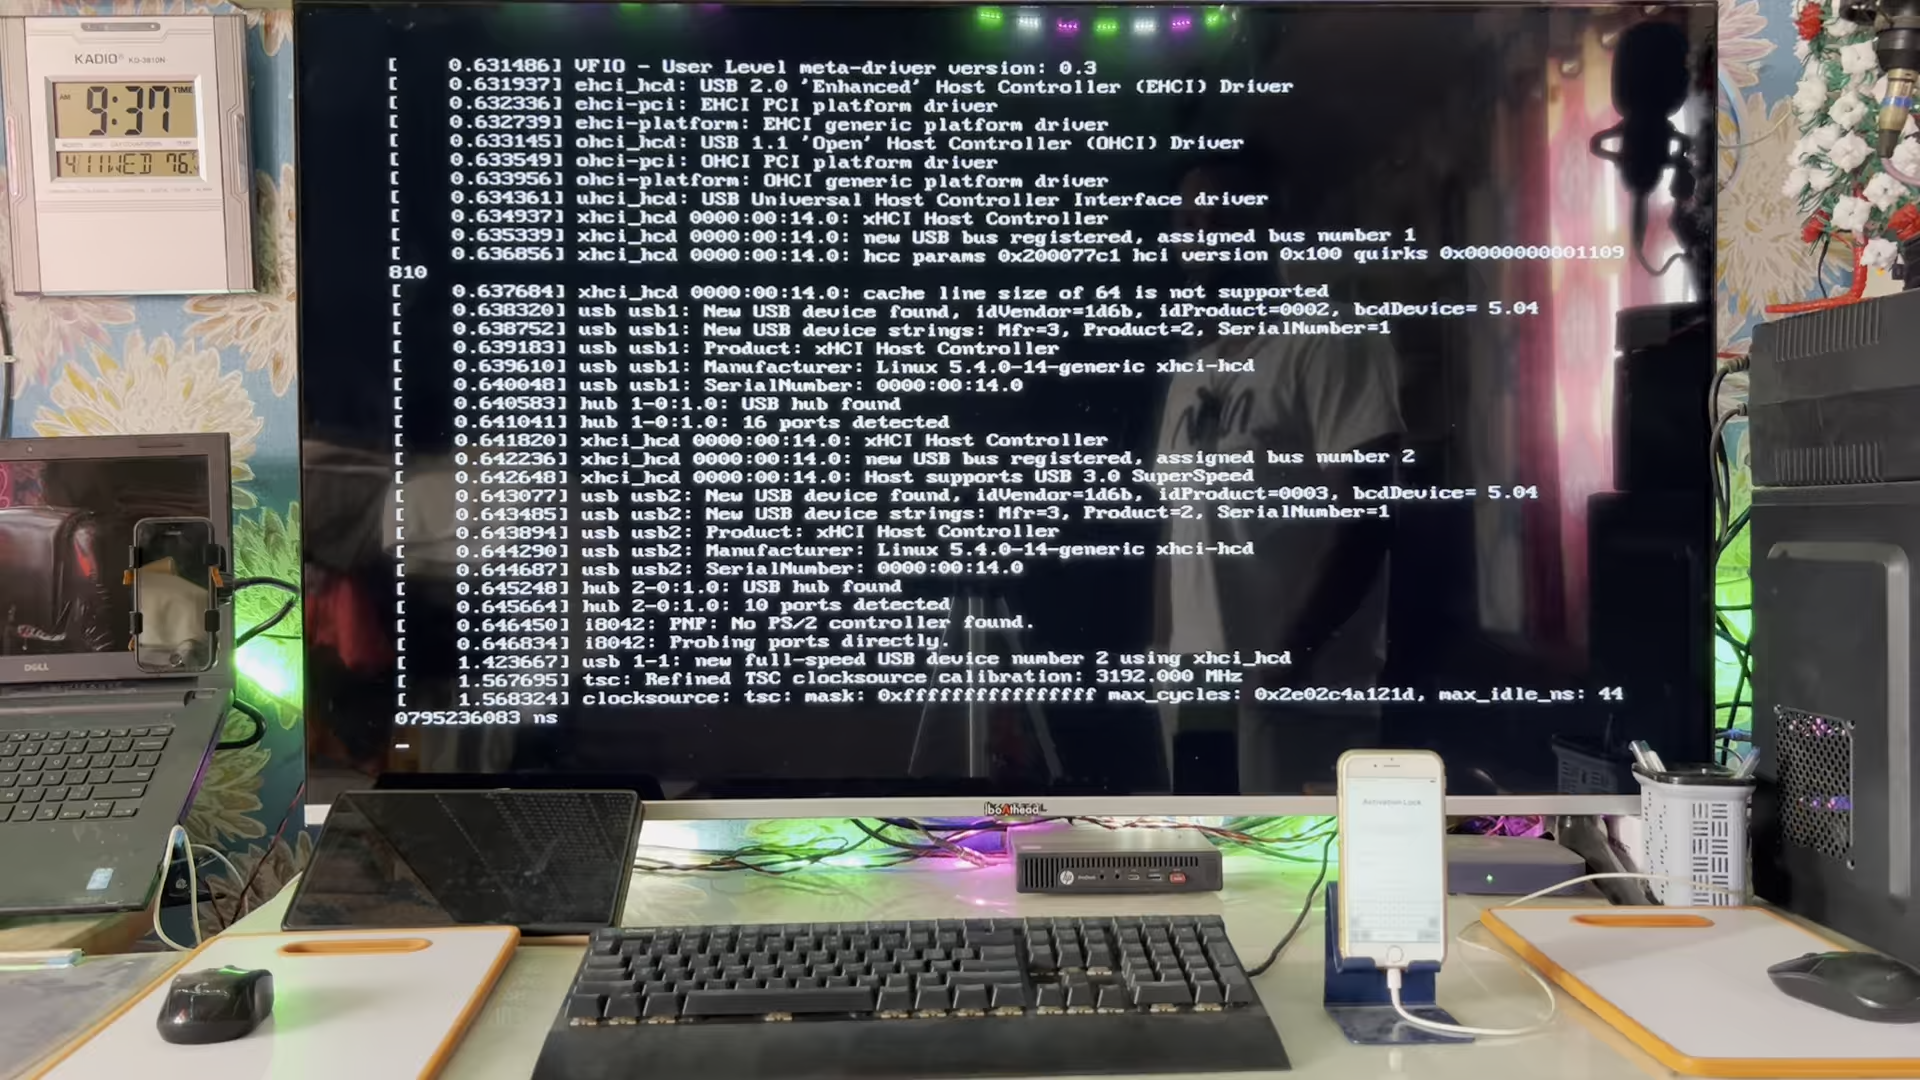 KADIO KD-3810N
AM 9:37 TIME
4 11 WED 76
[    0.631486] VFIO - User Level meta-driver version: 0.3
[    0.631937] ehci_hcd: USB 2.0 'Enhanced' Host Controller (EHCI) Driver
[    0.632336] ehci-pci: EHCI PCI platform driver
[    0.632739] ehci-platform: EHCI generic platform driver
[    0.633145] ohci_hcd: USB 1.1 'Open' Host Controller (OHCI) Driver
[    0.633549] ohci-pci: OHCI PCI platform driver
[    0.633956] ohci-platform: OHCI generic platform driver
[    0.634361] uhci_hcd: USB Universal Host Controller Interface driver
[    0.634937] xhci_hcd 0000:00:14.0: xHCI Host Controller
[    0.635339] xhci_hcd 0000:00:14.0: new USB bus registered, assigned bus number 1
[    0.636856] xhci_hcd 0000:00:14.0: hcc params 0x200077c1 hci version 0x100 quirks 0x0000000001109
810
[    0.637684] xhci_hcd 0000:00:14.0: cache line size of 64 is not supported
[    0.638320] usb usb1: New USB device found, idVendor=1d6b, idProduct=0002, bcdDevice= 5.04
[    0.638752] usb usb1: New USB device strings: Mfr=3, Product=2, SerialNumber=1
[    0.639183] usb usb1: Product: xHCI Host Controller
[    0.639610] usb usb1: Manufacturer: Linux 5.4.0-14-generic xhci-hcd
[    0.640048] usb usb1: SerialNumber: 0000:00:14.0
[    0.640583] hub 1-0:1.0: USB hub found
[    0.641041] hub 1-0:1.0: 16 ports detected
[    0.641820] xhci_hcd 0000:00:14.0: xHCI Host Controller
[    0.642236] xhci_hcd 0000:00:14.0: new USB bus registered, assigned bus number 2
[    0.642648] xhci_hcd 0000:00:14.0: Host supports USB 3.0 SuperSpeed
[    0.643077] usb usb2: New USB device found, idVendor=1d6b, idProduct=0003, bcdDevice= 5.04
[    0.643485] usb usb2: New USB device strings: Mfr=3, Product=2, SerialNumber=1
[    0.643894] usb usb2: Product: xHCI Host Controller
[    0.644290] usb usb2: Manufacturer: Linux 5.4.0-14-generic xhci-hcd
[    0.644687] usb usb2: SerialNumber: 0000:00:14.0
[    0.645248] hub 2-0:1.0: USB hub found
[    0.645664] hub 2-0:1.0: 10 ports detected
[    0.646450] i8042: PNP: No PS/2 controller found.
[    0.646834] i8042: Probing ports directly.
[    1.423667] usb 1-1: new full-speed USB device number 2 using xhci_hcd
[    1.567695] tsc: Refined TSC clocksource calibration: 3192.000 MHz
[    1.568324] clocksource: tsc: mask: 0xffffffffffffffff max_cycles: 0x2e02c4a121d, max_idle_ns: 44
0795236083 ns
_
DELL
boAthead
hp
Activation Lock